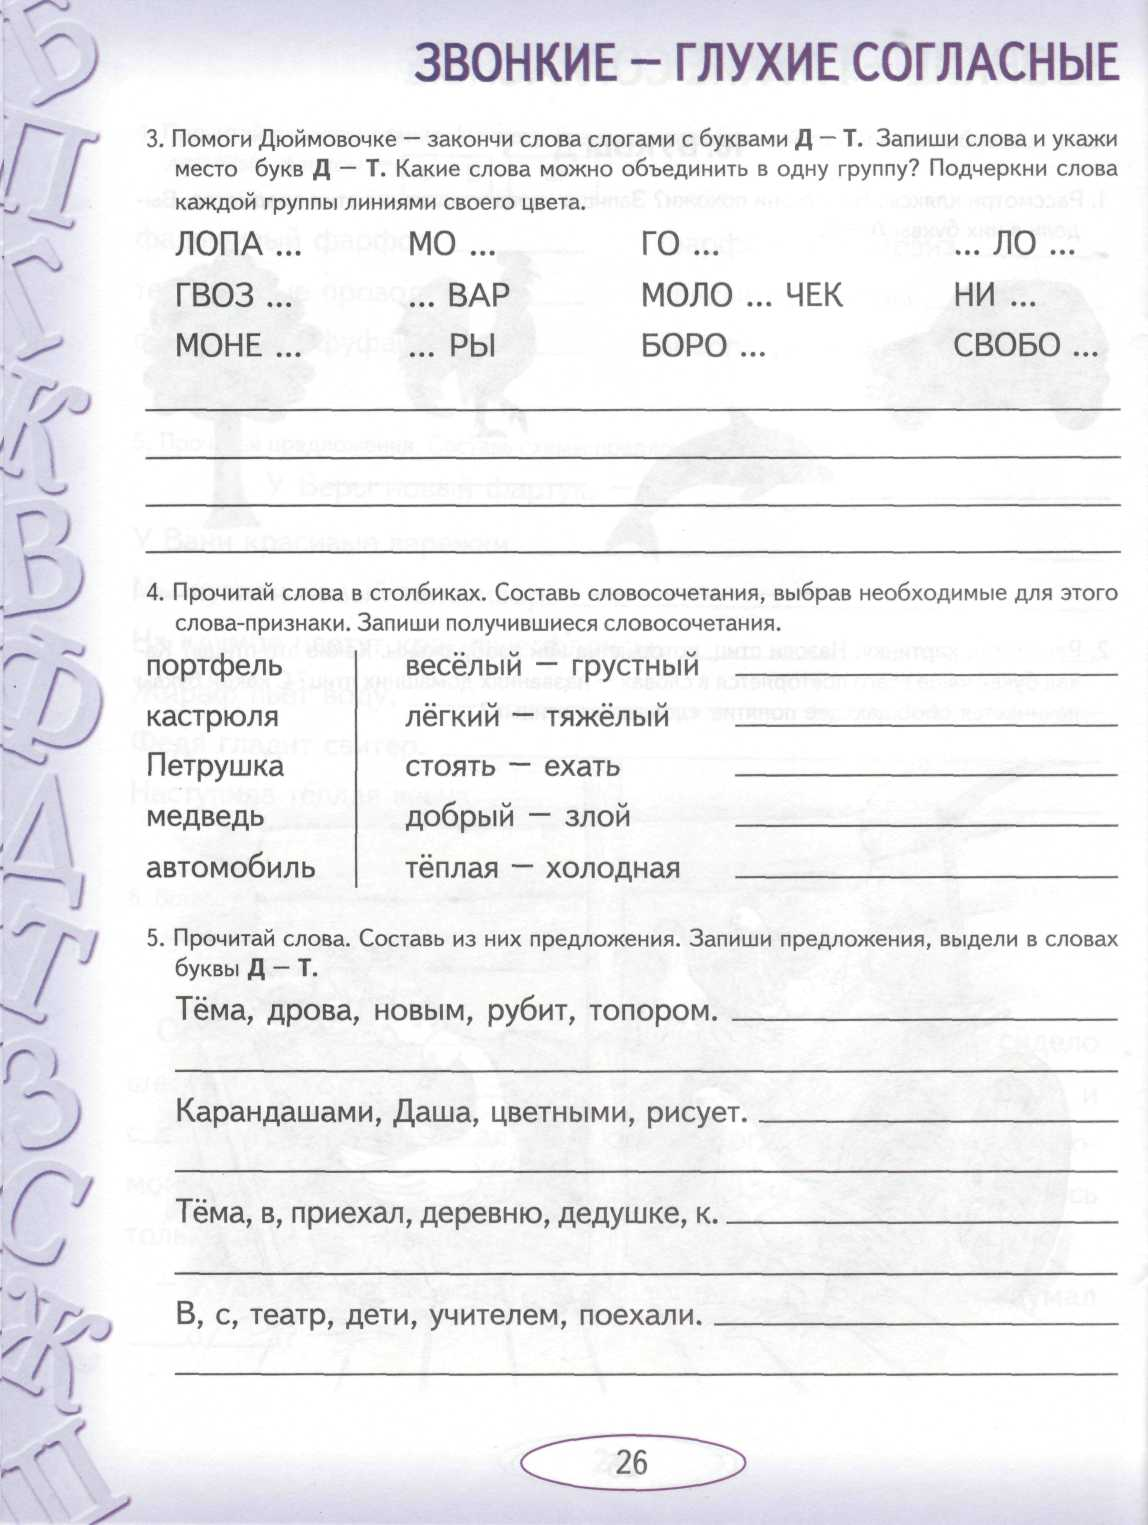 ЗВОНКИЕ — ГЛУХИЕ СОГЛАСНЫЕ
3. Помоги Дюймовочке — закончи слова слогами с буквами Д — Т. Запиши слова и укажи
место букв Д — Т. Какие слова можно объединить в одну группу? Подчеркни слова
каждой группы линиями своего цвета.
ЛОПА ... МО ... ГО ... ... ЛО ...
ГВОЗ ... ... ВАР МОЛО ... ЧЕК НИ ...
МОНЕ ... ... РЫ БОРО ... СВОБО ...
4. Прочитай слова в столбиках. Составь словосочетания, выбрав необходимые для этого
слова-признаки. Запиши получившиеся словосочетания.
портфель весёлый — грустный
кастрюля лёгкий — тяжёлый
Петрушка стоять — ехать
медведь добрый — злой
автомобиль тёплая — холодная
5. Прочитай слова. Составь из них предложения. Запиши предложения, выдели в словах
буквы Д — Т.
Тёма, дрова, новым, рубит, топором.
Карандашами, Даша, цветными, рисует.
Тёма, в, приехал, деревню, дедушке, к.
В, с, театр, дети, учителем, поехали.
26